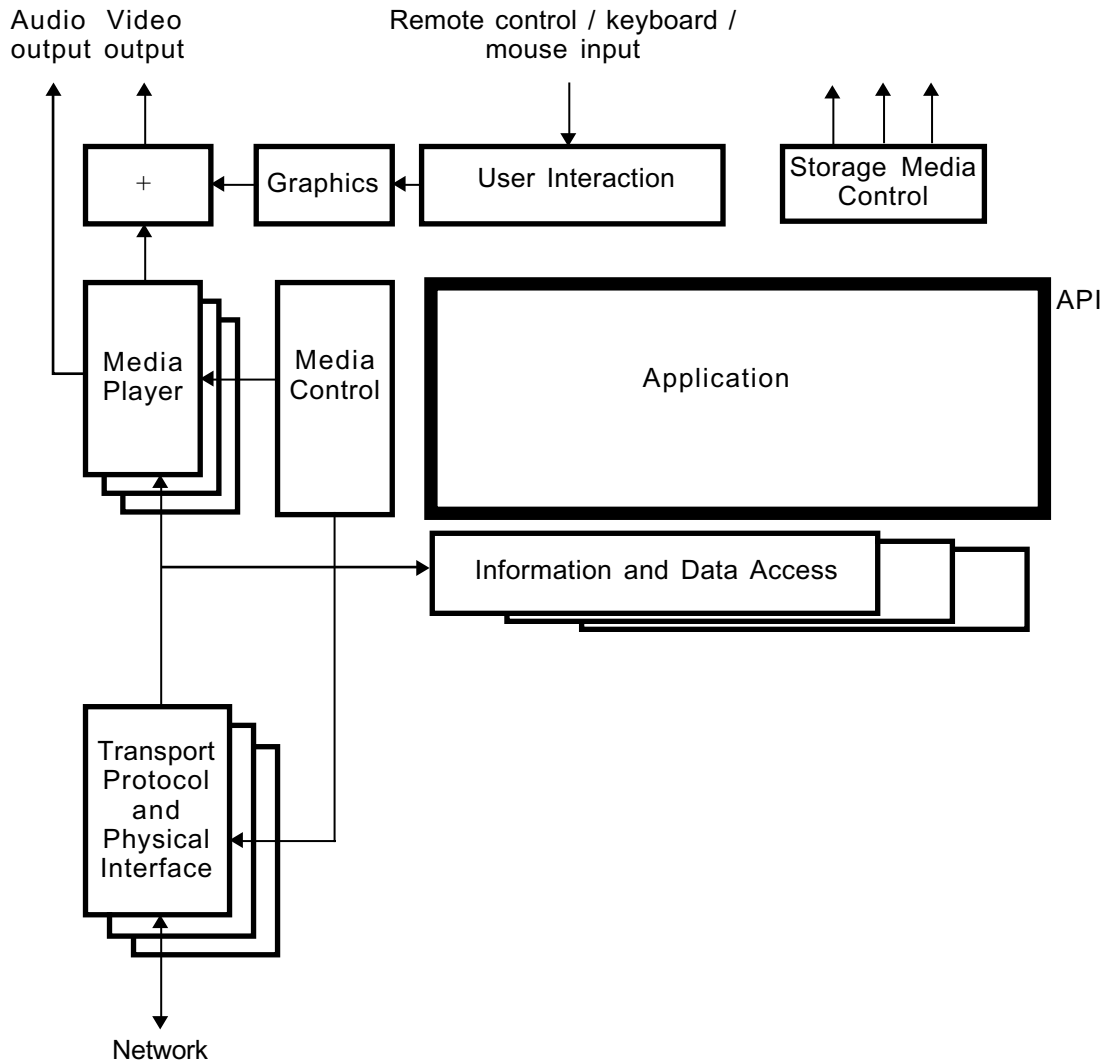 Audio Video
output output
Remote control / keyboard /
mouse input
+
Graphics
User Interaction
Storage Media
Control
Media
Player
Media
Control
Application
API
Information and Data Access
Transport
Protocol
and
Physical
Interface
Network